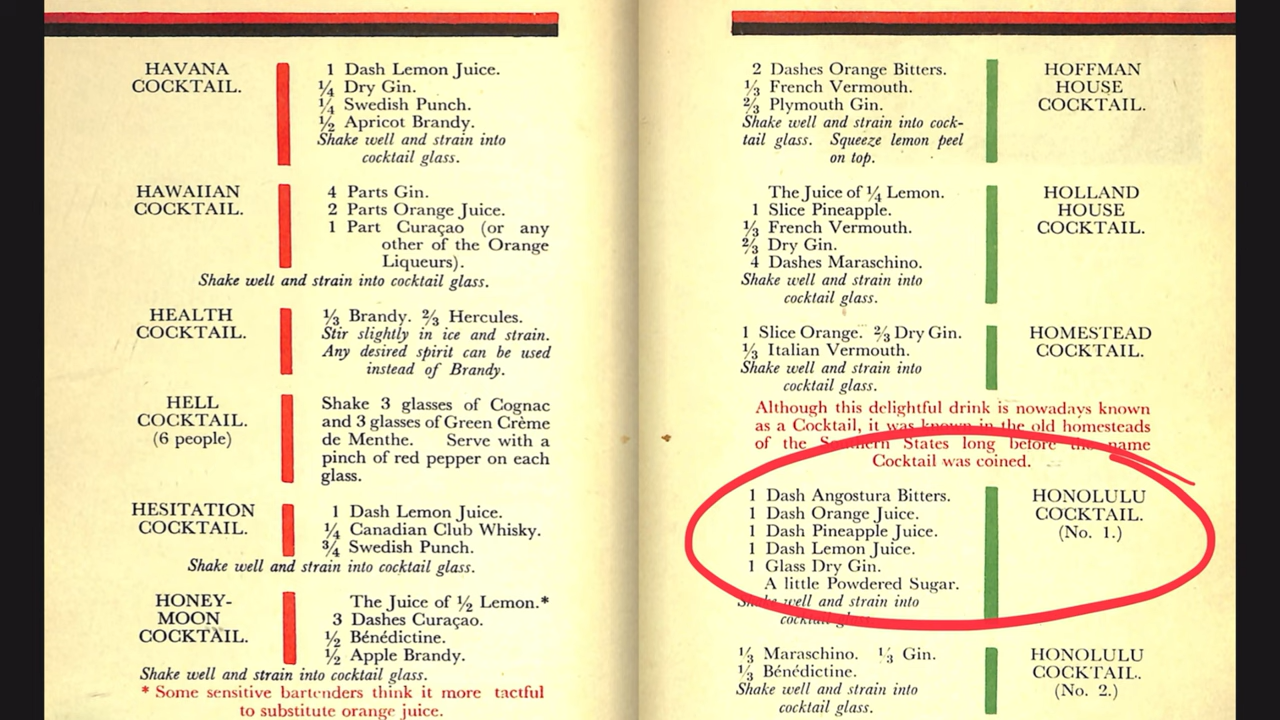 HAVANA
COCKTAIL.
1 Dash Lemon Juice.
¼ Dry Gin.
¼ Swedish Punch.
½ Apricot Brandy.
Shake well and strain into
cocktail glass.
HAWAIIAN
COCKTAIL.
4 Parts Gin.
2 Parts Orange Juice.
1 Part Curaçao (or any
other of the Orange
Liqueurs).
Shake well and strain into cocktail glass.
HEALTH
COCKTAIL.
⅓ Brandy. ⅔ Hercules.
Stir slightly in ice and strain.
Any desired spirit can be used
instead of Brandy.
HELL
COCKTAIL.
(6 people)
Shake 3 glasses of Cognac
and 3 glasses of Green Crème
de Menthe. Serve with a
pinch of red pepper on each
glass.
HESITATION
COCKTAIL.
1 Dash Lemon Juice.
¼ Canadian Club Whisky.
¾ Swedish Punch.
Shake well and strain into cocktail glass.
HONEY-
MOON
COCKTAIL.
The Juice of ½ Lemon.*
3 Dashes Curaçao.
½ Bénédictine.
½ Apple Brandy.
Shake well and strain into cocktail glass.
* Some sensitive bartenders think it more tactful
to substitute orange juice.
2 Dashes Orange Bitters.
⅓ French Vermouth.
⅔ Plymouth Gin.
Shake well and strain into cock-
tail glass. Squeeze lemon peel
on top.
HOFFMAN
HOUSE
COCKTAIL.
The Juice of ¼ Lemon.
1 Slice Pineapple.
⅓ French Vermouth.
⅔ Dry Gin.
4 Dashes Maraschino.
Shake well and strain into
cocktail glass.
HOLLAND
HOUSE
COCKTAIL.
1 Slice Orange. ⅔ Dry Gin.
⅓ Italian Vermouth.
Shake well and strain into
cocktail glass.
HOMESTEAD
COCKTAIL.
Although this delightful drink is nowadays known
as a Cocktail, it was known in the old homesteads
of the Southern States long before the name
Cocktail was coined.
1 Dash Angostura Bitters.
1 Dash Orange Juice.
1 Dash Pineapple Juice.
1 Dash Lemon Juice.
1 Glass Dry Gin.
A little Powdered Sugar.
Shake well and strain into
cocktail glass.
HONOLULU
COCKTAIL.
(No. 1.)
⅓ Maraschino. ⅓ Gin.
⅓ Bénédictine.
Shake well and strain into
cocktail glass.
HONOLULU
COCKTAIL.
(No. 2.)